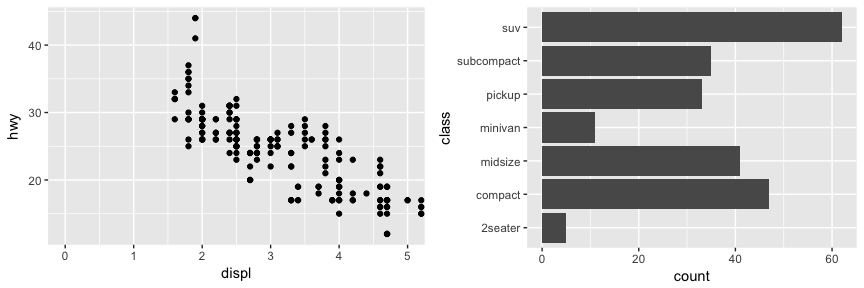 hwy
40
30
20
0
1
2
3
4
5
displ
class
suv
subcompact
pickup
minivan
midsize
compact
2seater
0
20
40
60
count